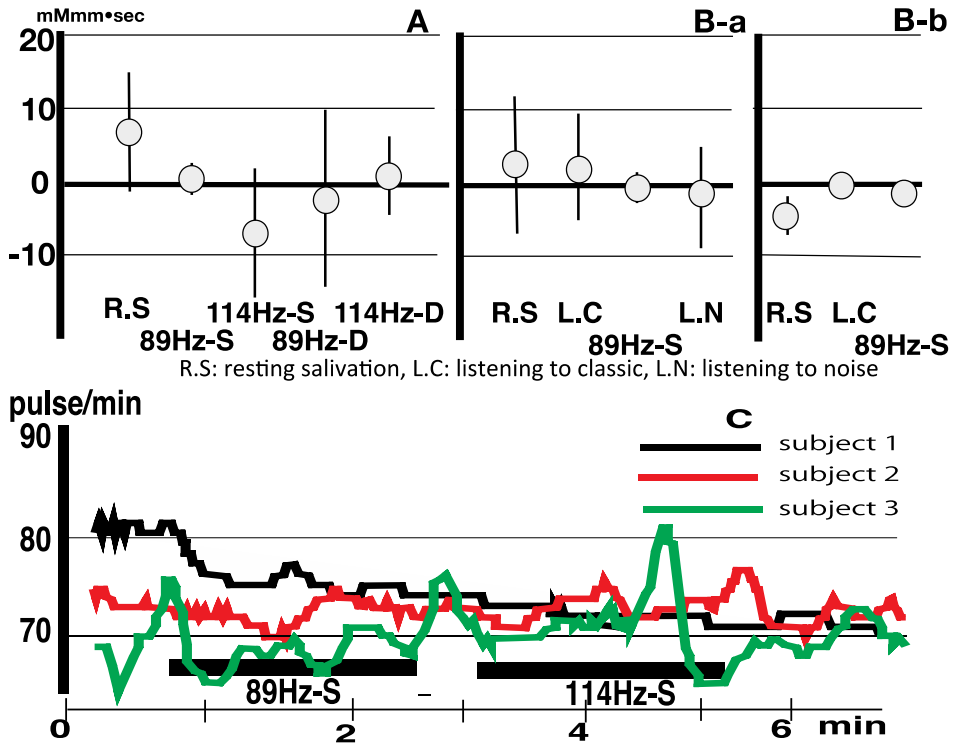 mMmm•sec
A
B-a
B-b
20
10
0
-10
R.S
89Hz-S
114Hz-S
89Hz-D
114Hz-D
R.S
L.C
89Hz-S
L.N
R.S
L.C
89Hz-S
R.S: resting salivation, L.C: listening to classic, L.N: listening to noise
pulse/min
C
90
80
70
subject 1
subject 2
subject 3
89Hz-S
114Hz-S
0
2
4
6
min